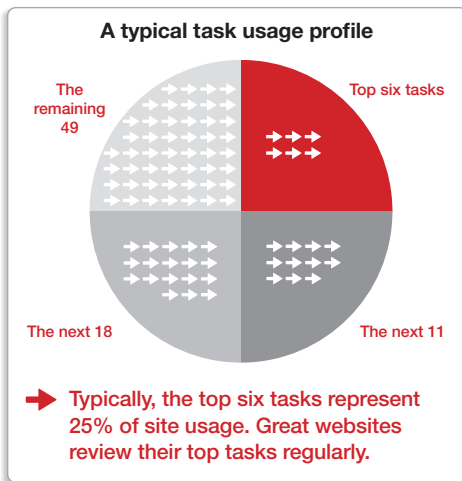 A typical task usage profile
The
remaining
49
Top six tasks
The next 18
The next 11
Typically, the top six tasks represent
25% of site usage. Great websites
review their top tasks regularly.